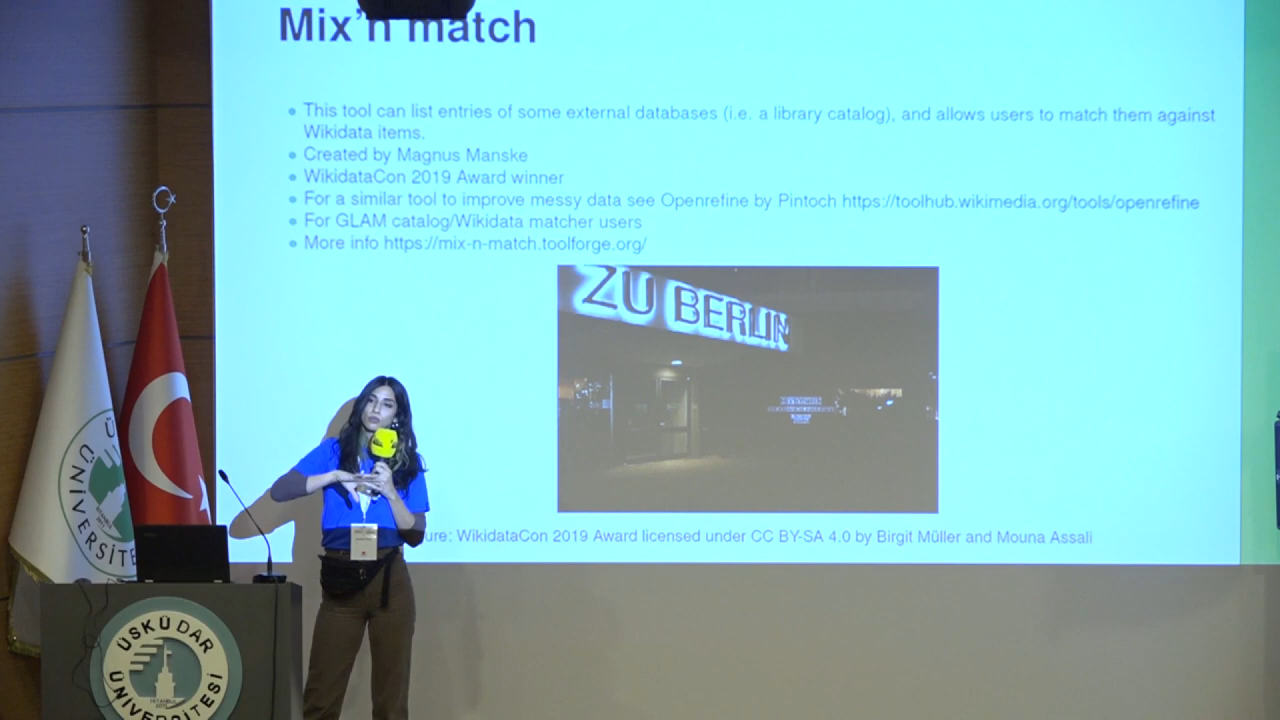 Mix'n match
This tool can list entries of some external databases (i.e. a library catalog), and allows users to match them against
Wikidata items.
Created by Magnus Manske
WikidataCon 2019 Award winner
For a similar tool to improve messy data see Openrefine by Pintoch https://toolhub.wikimedia.org/tools/openrefine
For GLAM catalog/Wikidata matcher users
More info https://mix-n-match.toolforge.org/
ZU BERLIN
ure: WikidataCon 2019 Award licensed under CC BY-SA 4.0 by Birgit Müller and Mouna Assali
ÜNİVERSİTE
ÜSKÜDAR
ÜNİVERSİTESİ